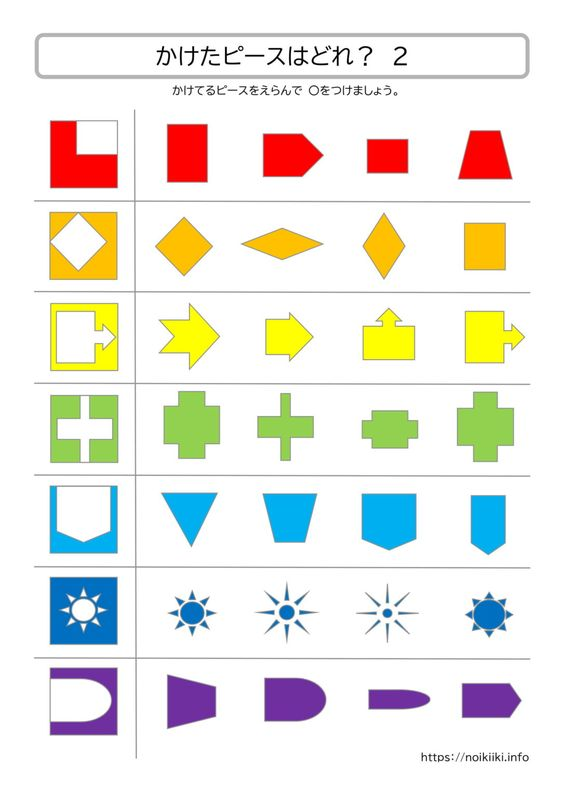 かけたピースはどれ？ 2
かけてるピースをえらんで 〇をつけましょう。
https://noikiiki.info